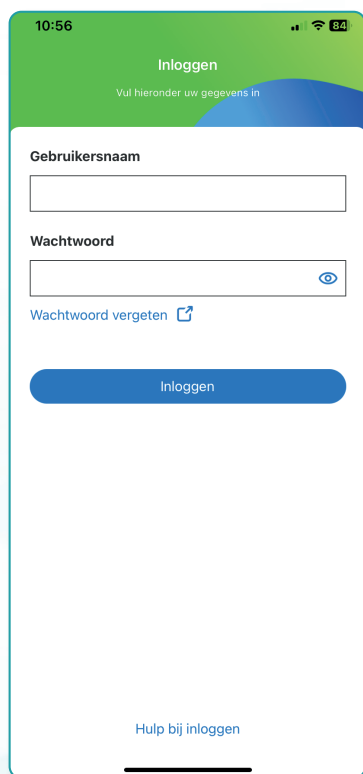 10:56
84
Inloggen
Vul hieronder uw gegevens in
Gebruikersnaam
Wachtwoord
Wachtwoord vergeten
Inloggen
Hulp bij inloggen